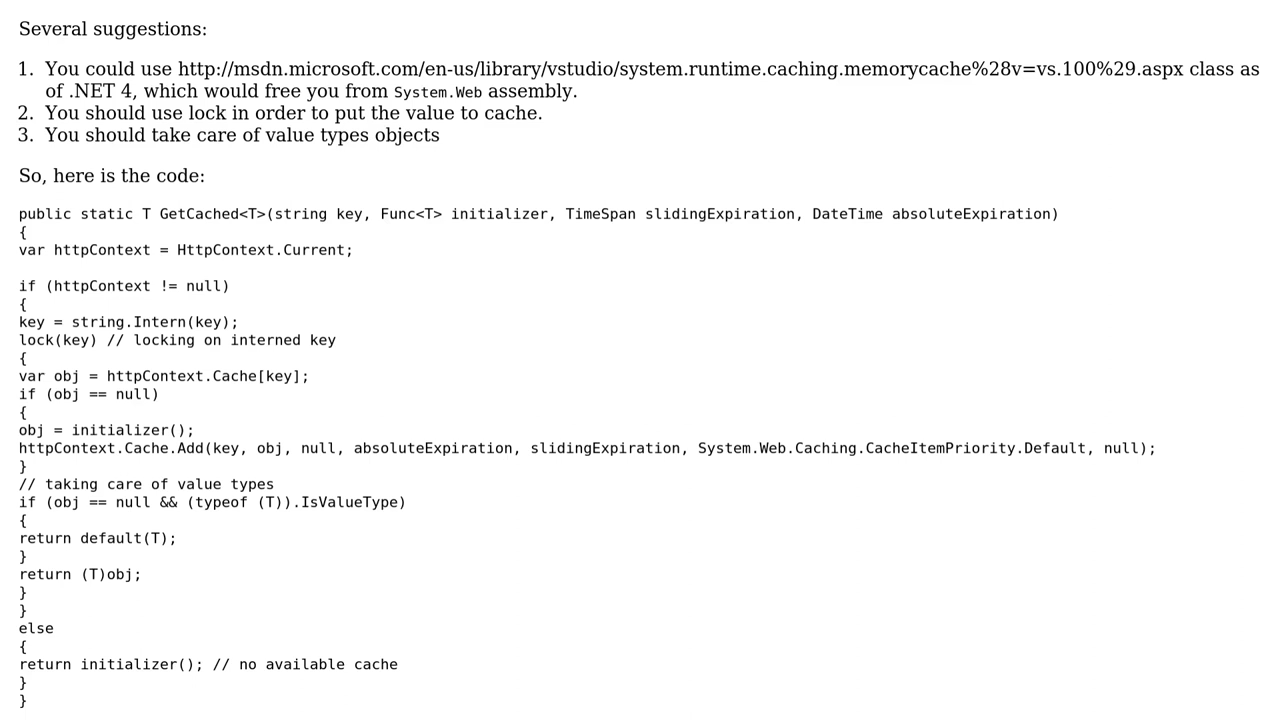 Several suggestions:
1. You could use http://msdn.microsoft.com/en-us/library/vstudio/system.runtime.caching.memorycache%28v=vs.100%29.aspx class as
of .NET 4, which would free you from System.Web assembly.
2. You should use lock in order to put the value to cache.
3. You should take care of value types objects
So, here is the code:
public static T GetCached<T>(string key, Func<T> initializer, TimeSpan slidingExpiration, DateTime absoluteExpiration)
{
var httpContext = HttpContext.Current;
if (httpContext != null)
{
key = string.Intern(key);
lock(key) // locking on interned key
{
var obj = httpContext.Cache[key];
if (obj == null)
{
obj = initializer();
httpContext.Cache.Add(key, obj, null, absoluteExpiration, slidingExpiration, System.Web.Caching.CacheItemPriority.Default, null);
}
// taking care of value types
if (obj == null && (typeof (T)).IsValueType)
{
return default(T);
}
return (T)obj;
}
}
else
{
return initializer(); // no available cache
}
}